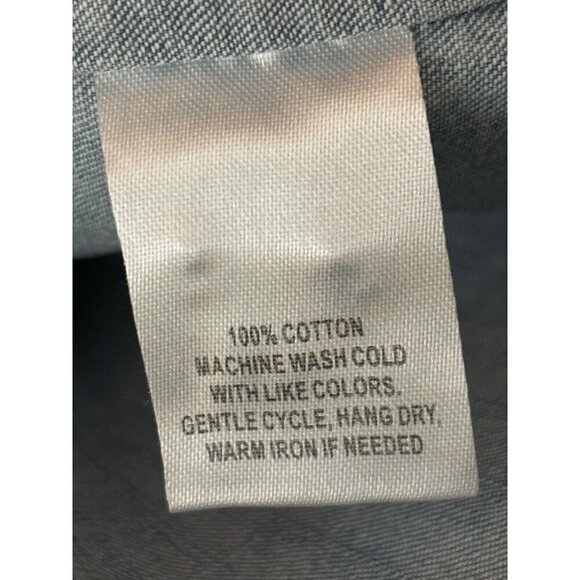 100% COTTON
MACHINE WASH COLD
WITH LIKE COLORS,
GENTLE CYCLE, HANG DRY,
WARM IRON IF NEEDED